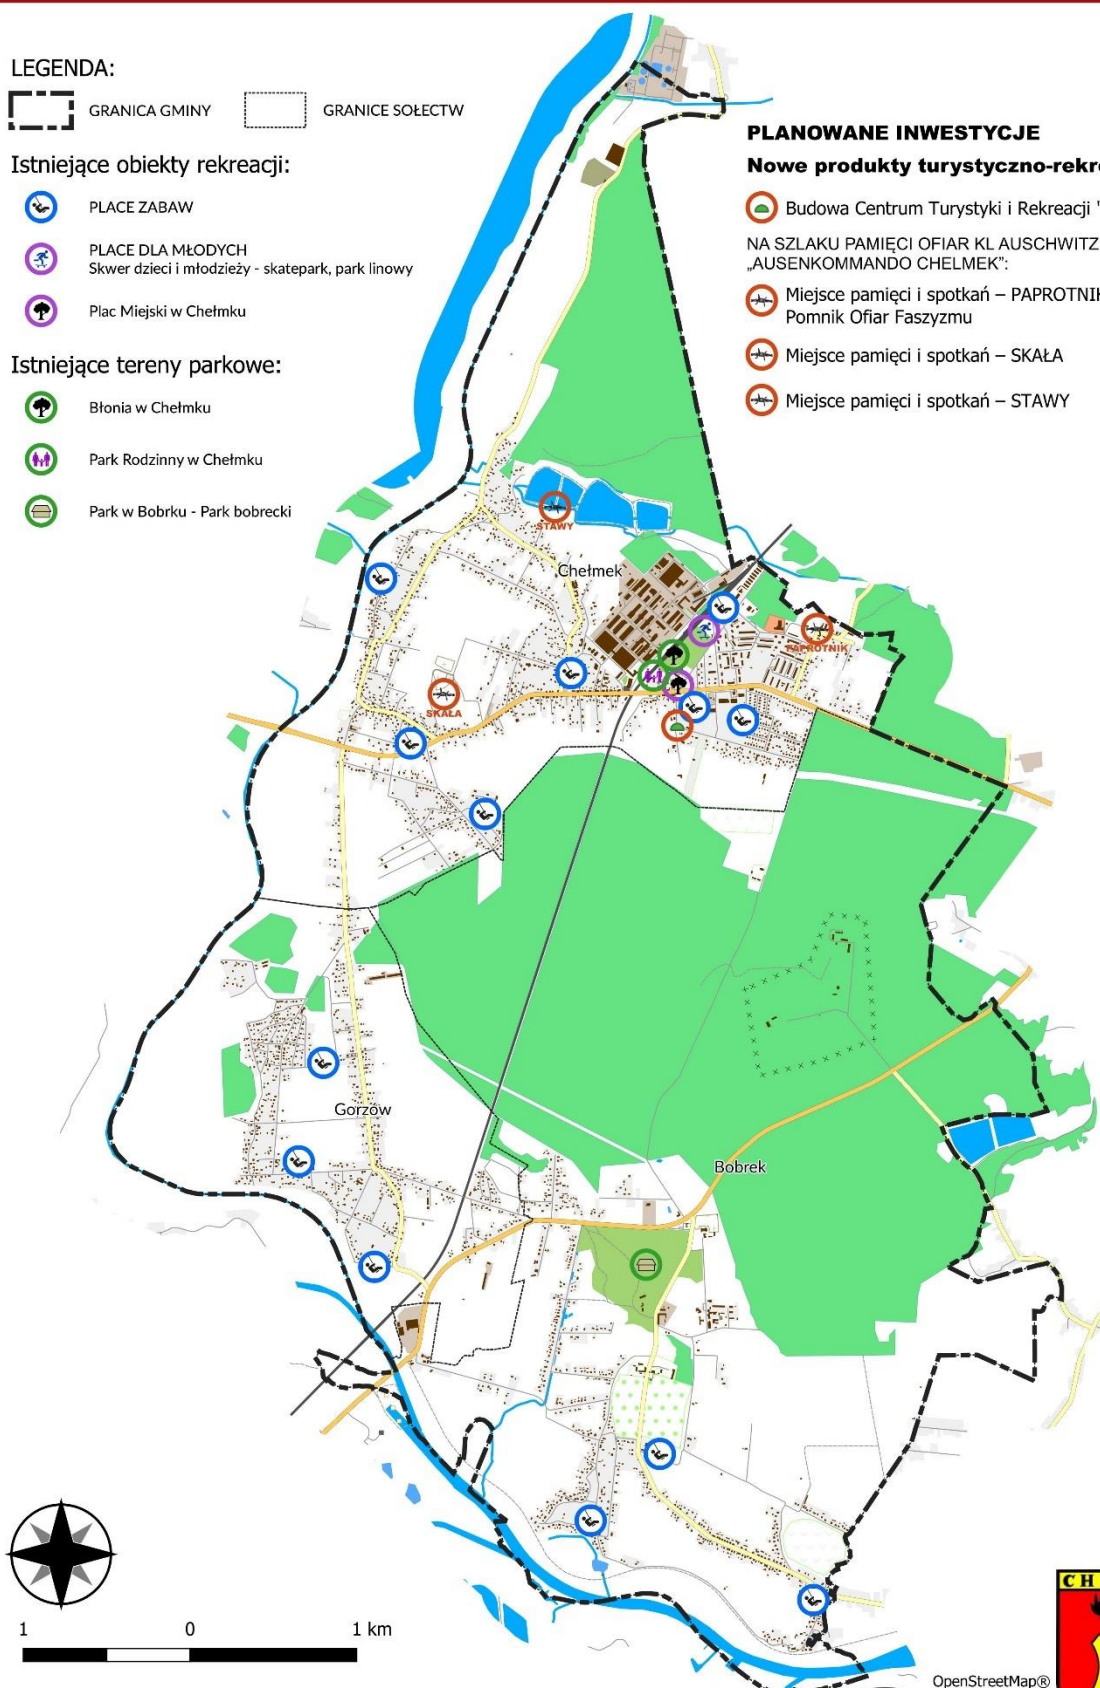 LEGENDA:
GRANICA GMINY
GRANICE SOŁECTW
Istniejące obiekty rekreacji:
PLACE ZABAW
PLACE DLA MŁODYCH
Skwer dzieci i młodzieży - skatepark, park linowy
Plac Miejski w Chełmku
Istniejące tereny parkowe:
Błonia w Chełmku
Park Rodzinny w Chełmku
Park w Bobrku - Park bobrecki
PLANOWANE INWESTYCJE
Nowe produkty turystyczno-rekre
Budowa Centrum Turystyki i Rekreacji "
NA SZLAKU PAMIĘCI OFIAR KL AUSCHWITZ
„AUSENKOMMANDO CHELMEK”:
Miejsce pamięci i spotkań – PAPROTNIK
Pomnik Ofiar Faszyzmu
Miejsce pamięci i spotkań – SKAŁA
Miejsce pamięci i spotkań – STAWY
STAWY
Chełmek
PAPROTNIK
SKAŁA
Gorzów
Bobrek
1 0 1 km
CH
OpenStreetMap®